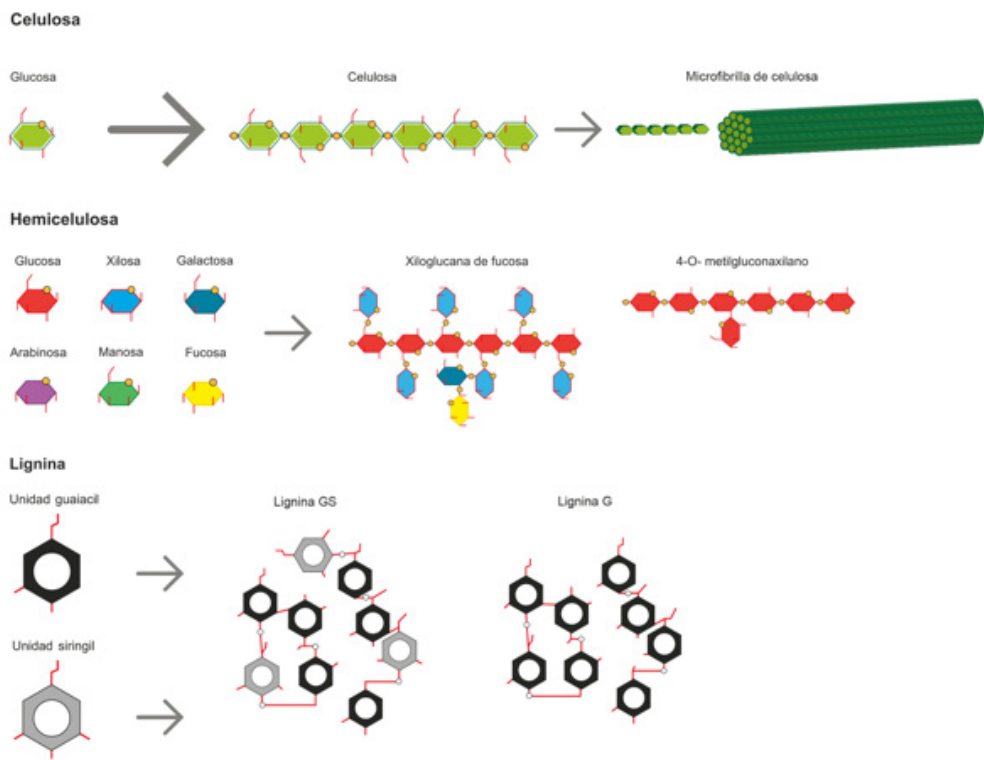 Celulosa
Glucosa
Celulosa
Microfibrilla de celulosa
Hemicelulosa
Glucosa
Xilosa
Galactosa
Xiloglucana de fucosa
4-O- metilgluconaxilano
Arabinosa
Manosa
Fucosa
Lignina
Unidad guaiacil
Lignina GS
Lignina G
Unidad siringil